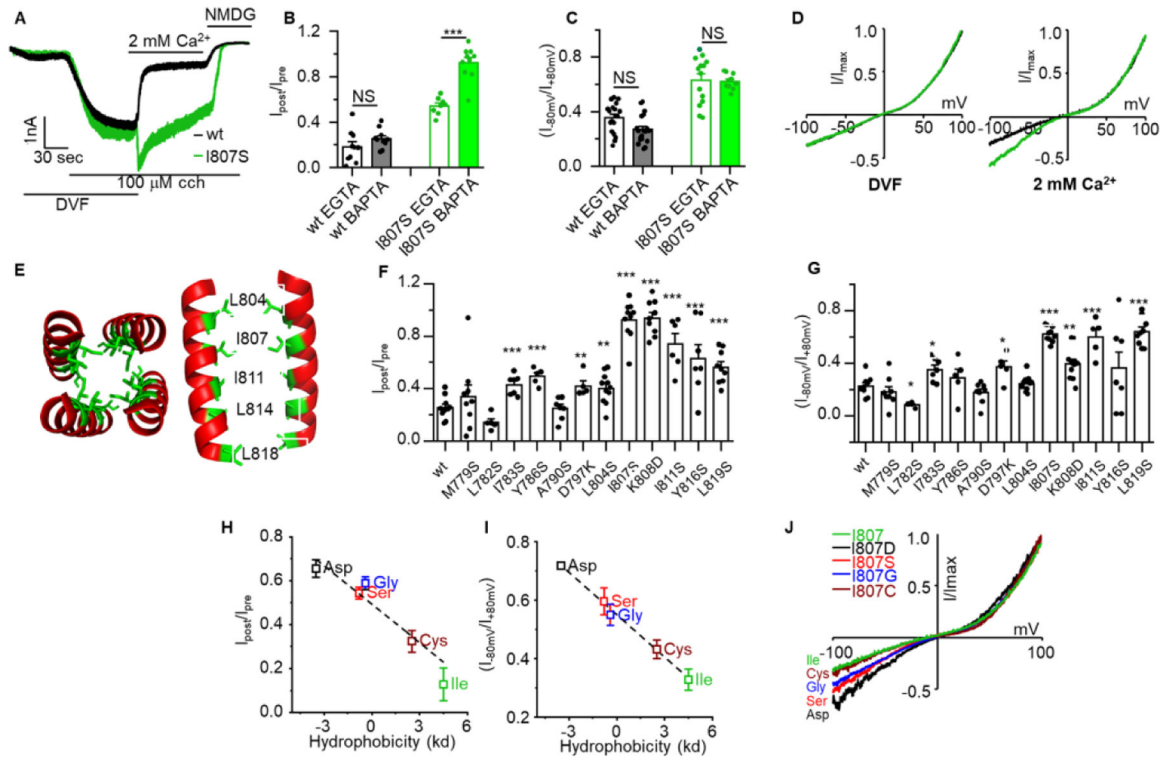 A
NMDG
2 mM Ca²⁺
1nA
30 sec
wt
I807S
100 μM cch
DVF
B
Ipost/Ipre
1.2
0.8
0.4
0.0
NS
***
wt EGTA
wt BAPTA
I807S EGTA
I807S BAPTA
C
(I-80mV/I+80mV)
1.2
0.8
0.4
0.0
NS
NS
wt EGTA
wt BAPTA
I807S EGTA
I807S BAPTA
D
I/Imax
1.0
0.5
mV
-100
-50
50
100
-0.5
DVF
I/Imax
1.0
0.5
mV
-100
-50
50
100
-0.5
2 mM Ca²⁺
E
L804
I807
I811
L814
L818
F
Ipost/Ipre
1.2
0.8
0.4
0.0
*** *** ** ** *** *** *** *** ***
wt
M779S
L782S
I783S
Y786S
A790S
D797K
L804S
I807S
K808D
I811S
Y816S
L819S
G
(I-80mV/I+80mV)
1.2
0.8
0.4
0.0
* * * *** ** *** ***
wt
M779S
L782S
I783S
Y786S
A790S
D797K
L804S
I807S
K808D
I811S
Y816S
L819S
H
Ipost/Ipre
0.8
0.6
0.4
0.2
0.0
Asp
Gly
Ser
Cys
Ile
-3 0 3 6
Hydrophobicity (kd)
I
(I-80mV/I+80mV)
0.8
0.6
0.4
0.2
Asp
Ser
Gly
Cys
Ile
-3 0 3 6
Hydrophobicity (kd)
J
I807
I807D
I807S
I807G
I807C
1.0
0.5
I/Imax
mV
-100
100
-0.5
Ile
Cys
Gly
Ser
Asp